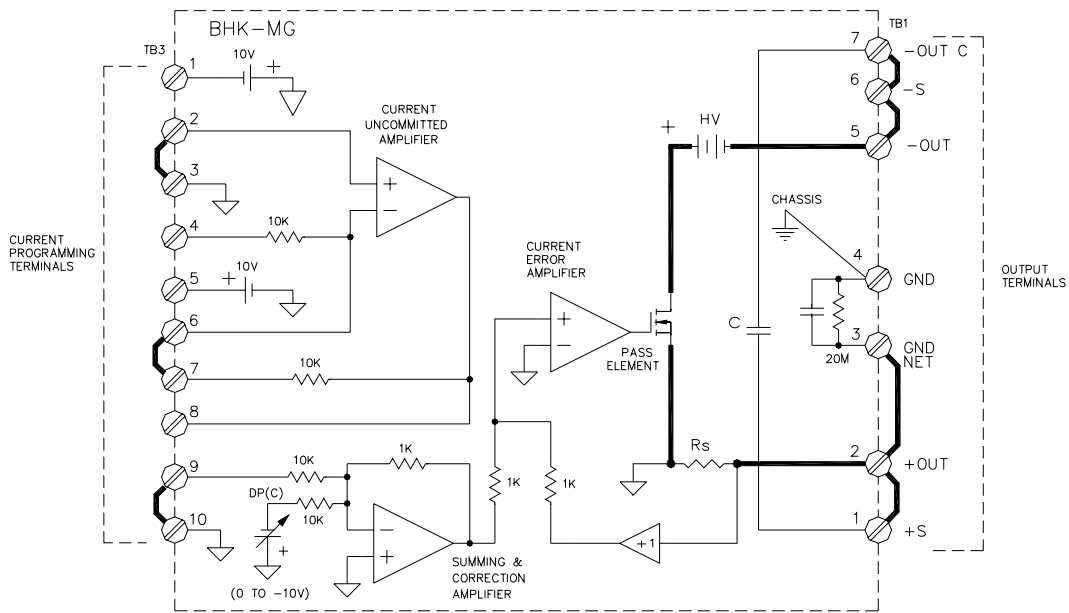 BHK-MG
TB3
TB1
1
10V
+
2
3
4
10K
5
+
10V
6
7
10K
8
9
10K
10
CURRENT
PROGRAMMING
TERMINALS
CURRENT
UNCOMMITTED
AMPLIFIER
+
−
DP(C)
10K
+
(0 TO -10V)
1K
−
+
SUMMING &
CORRECTION
AMPLIFIER
1K
1K
+1
CURRENT
ERROR
AMPLIFIER
+
−
PASS
ELEMENT
+
HV
Rs
C
CHASSIS
20M
7
-OUT C
6
-S
5
-OUT
4
GND
3
GND
NET
2
+OUT
1
+S
OUTPUT
TERMINALS